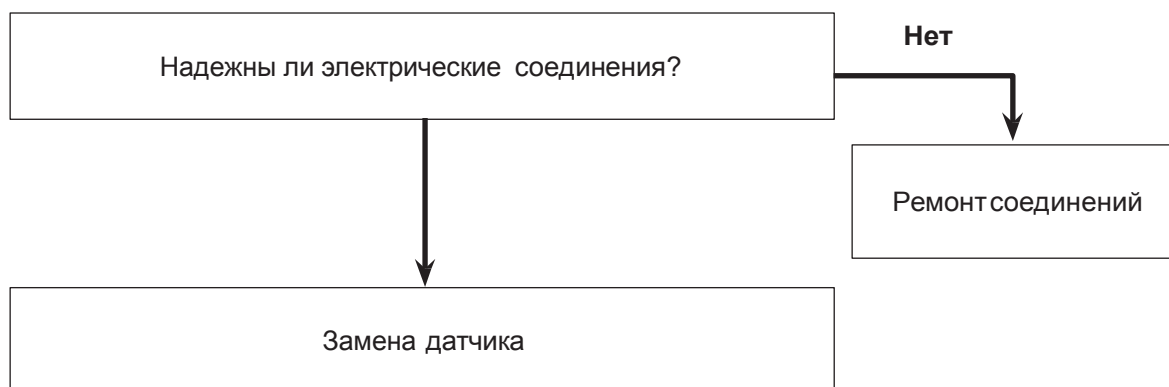 Нет
Надежны ли электрические соединения?
Ремонт соединений
Замена датчика